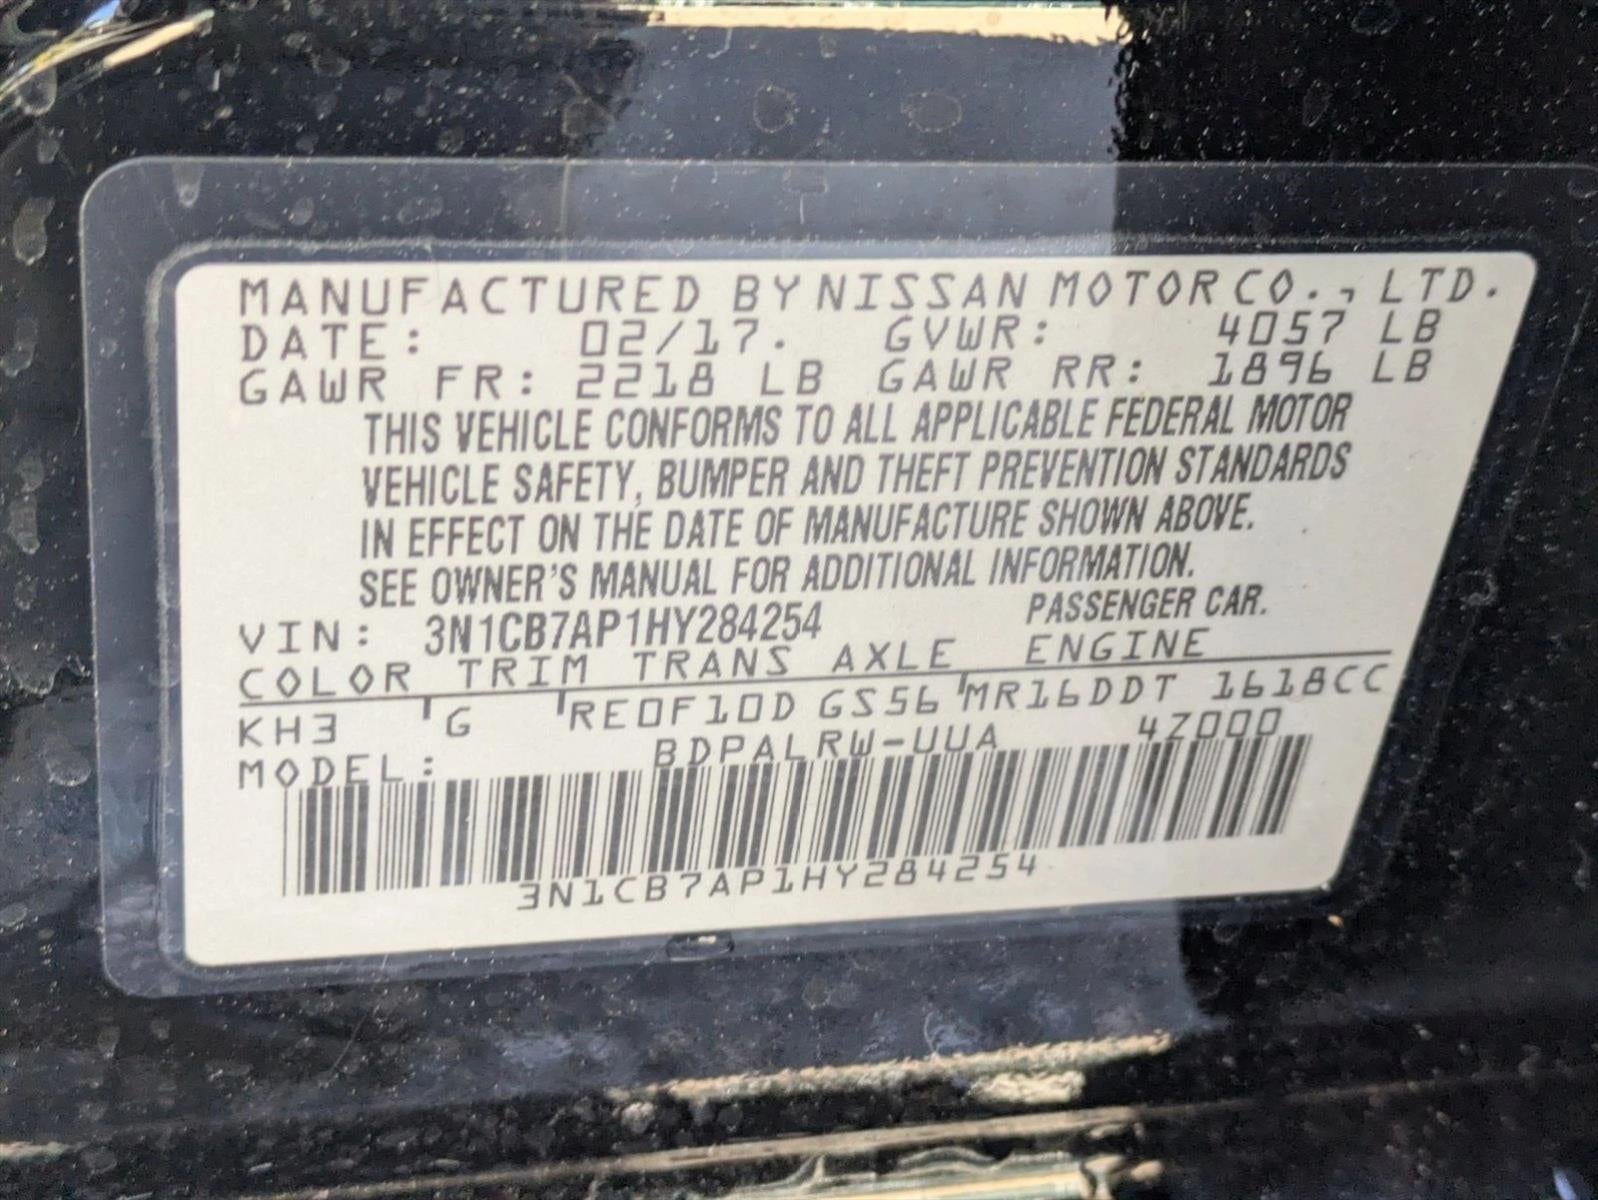 MANUFACTURED BY NISSAN MOTOR CO., LTD.
DATE: 02/17. GVWR: 4057 LB
GAWR FR: 2218 LB GAWR RR: 1896 LB
THIS VEHICLE CONFORMS TO ALL APPLICABLE FEDERAL MOTOR
VEHICLE SAFETY, BUMPER AND THEFT PREVENTION STANDARDS
IN EFFECT ON THE DATE OF MANUFACTURE SHOWN ABOVE.
SEE OWNER'S MANUAL FOR ADDITIONAL INFORMATION.
VIN: 3N1CB7AP1HY284254 PASSENGER CAR.
COLOR TRIM TRANS AXLE ENGINE
KH3 G RE0F10D GS56 MR16DDT 1618CC
MODEL: BDPALRW-UUA 4Z000
3N1CB7AP1HY284254